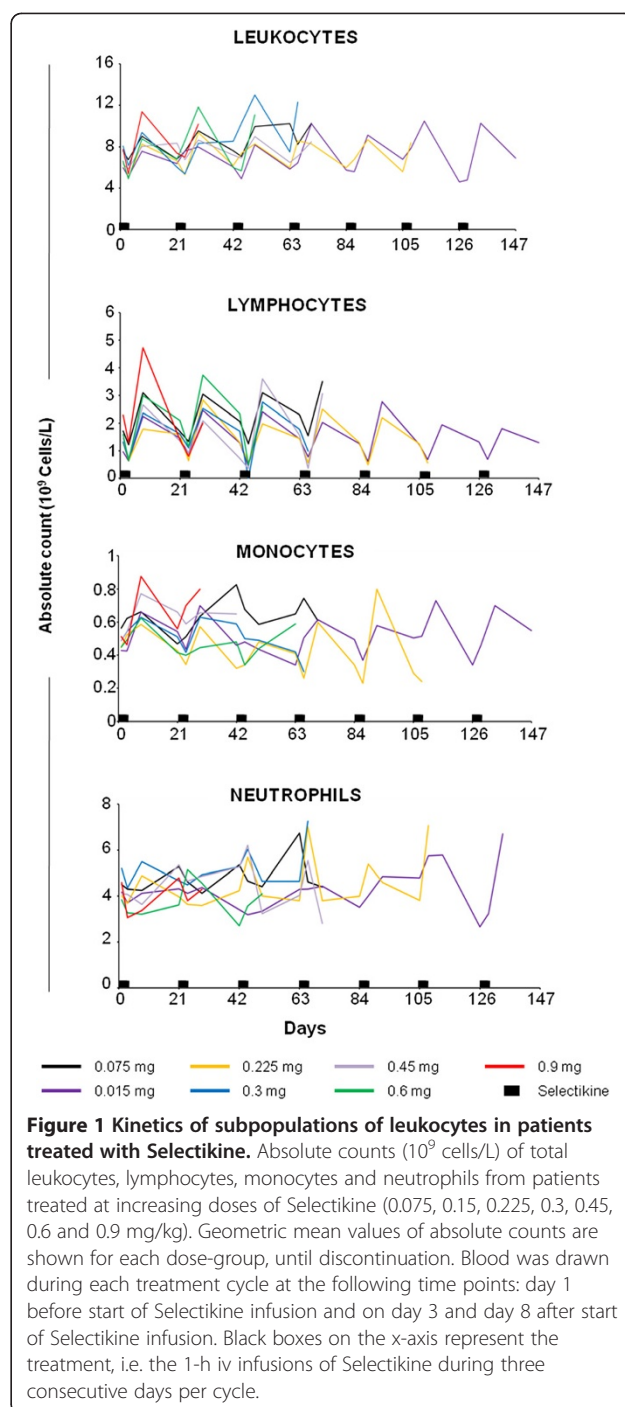 LEUKOCYTES
16
12
8
4
0
0 21 42 63 84 105 126 147
LYMPHOCYTES
6
5
4
3
2
1
0
0 21 42 63 84 105 126 147
Absolute count (10⁹ Cells/L)
MONOCYTES
1
0.8
0.6
0.4
0.2
0
0 21 42 63 84 105 126 147
NEUTROPHILS
8
6
4
2
0
0 21 42 63 84 105 126 147
Days
0.075 mg 0.225 mg 0.45 mg 0.9 mg
0.015 mg 0.3 mg 0.6 mg Selectikine
Figure 1 Kinetics of subpopulations of leukocytes in patients
treated with Selectikine. Absolute counts (10⁹ cells/L) of total
leukocytes, lymphocytes, monocytes and neutrophils from patients
treated at increasing doses of Selectikine (0.075, 0.15, 0.225, 0.3, 0.45,
0.6 and 0.9 mg/kg). Geometric mean values of absolute counts are
shown for each dose-group, until discontinuation. Blood was drawn
during each treatment cycle at the following time points: day 1
before start of Selectikine infusion and on day 3 and day 8 after start
of Selectikine infusion. Black boxes on the x-axis represent the
treatment, i.e. the 1-h iv infusions of Selectikine during three
consecutive days per cycle.